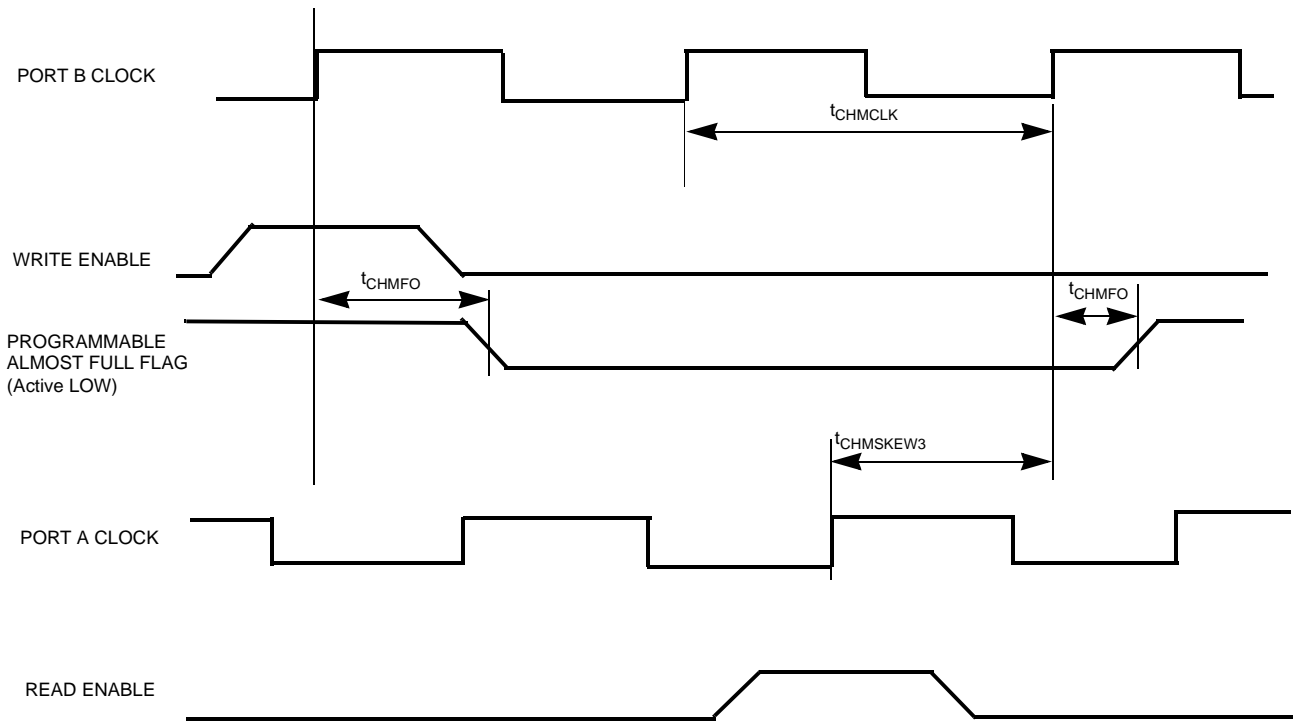 PORT B CLOCK
tCHMCLK
WRITE ENABLE
tCHMFO
tCHMFO
PROGRAMMABLE
ALMOST FULL FLAG
(Active LOW)
tCHMSKEW3
PORT A CLOCK
READ ENABLE